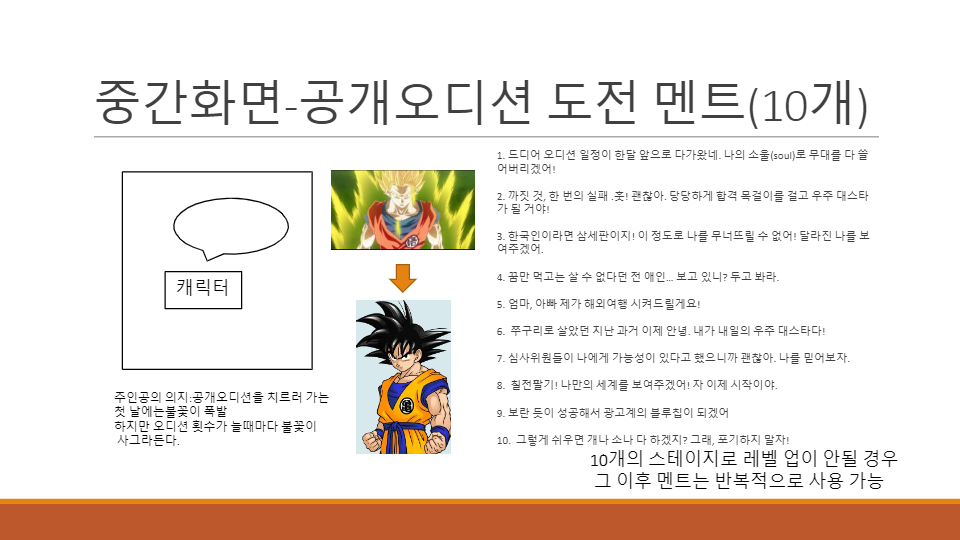 중간화면-공개오디션 도전 멘트(10개)
캐릭터
주인공의 의지:공개오디션을 치르러 가는
첫 날에는불꽃이 폭발
하지만 오디션 횟수가 늘때마다 불꽃이
사그라든다.
1. 드디어 오디션 일정이 한달 앞으로 다가왔네. 나의 소울(soul)로 무대를 다 쓸
어버리겠어!
2. 까짓 것, 한 번의 실패 .훗! 괜찮아. 당당하게 합격 목걸이를 걸고 우주 대스타
가 될 거야!
3. 한국인이라면 삼세판이지! 이 정도로 나를 무너뜨릴 수 없어! 달라진 나를 보
여주겠어.
4. 꿈만 먹고는 살 수 없다던 전 애인... 보고 있니? 두고 봐라.
5. 엄마, 아빠 제가 해외여행 시켜드릴게요!
6. 쭈구리로 살았던 지난 과거 이제 안녕. 내가 내일의 우주 대스타다!
7. 심사위원들이 나에게 가능성이 있다고 했으니까 괜찮아. 나를 믿어보자.
8. 칠전팔기! 나만의 세계를 보여주겠어! 자 이제 시작이야.
9. 보란 듯이 성공해서 광고계의 블루칩이 되겠어
10. 그렇게 쉬우면 개나 소나 다 하겠지? 그래, 포기하지 말자!
10개의 스테이지로 레벨 업이 안될 경우
그 이후 멘트는 반복적으로 사용 가능